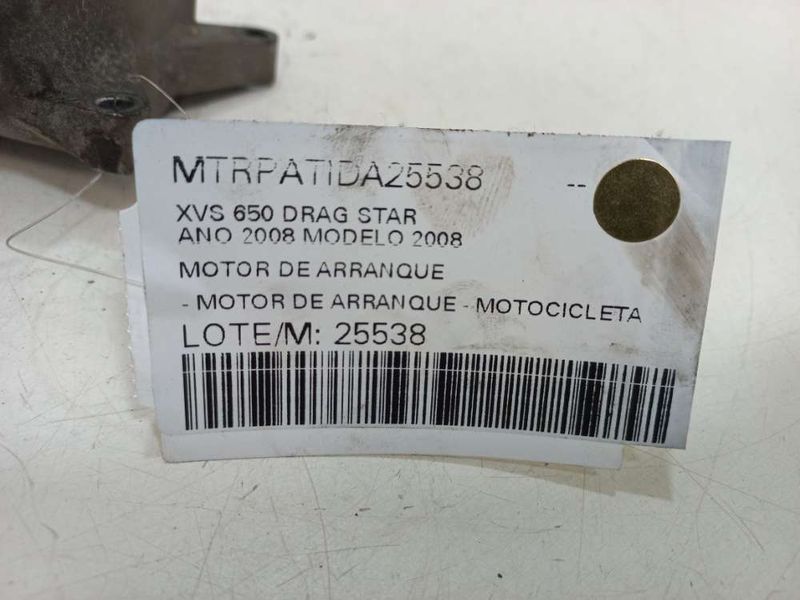 MTRPATIDA25538 --
XVS 650 DRAG STAR
ANO 2008 MODELO 2008
MOTOR DE ARRANQUE
- MOTOR DE ARRANQUE - MOTOCICLETA
LOTE/M: 25538